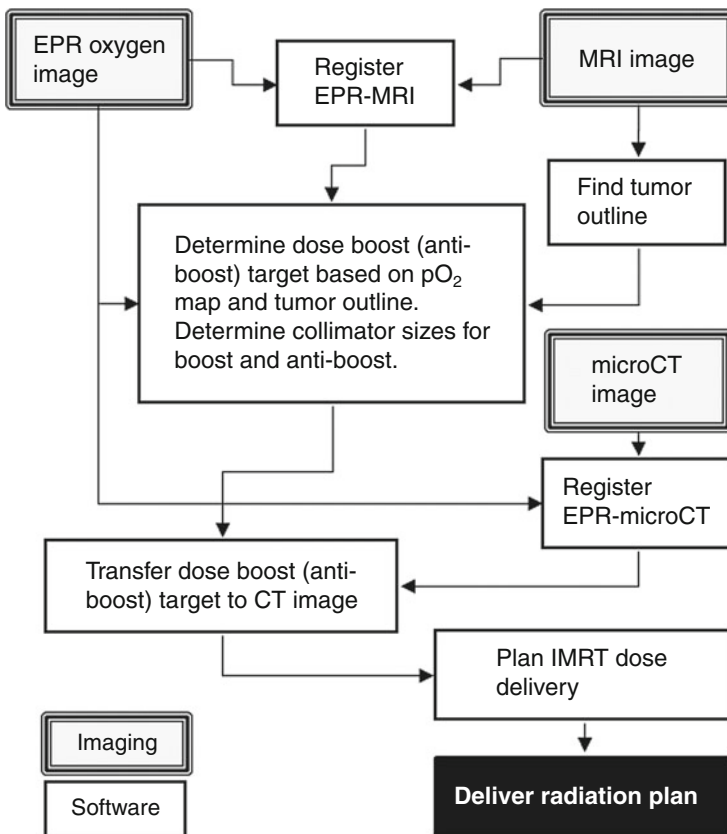 EPR oxygen
image
Register
EPR-MRI
MRI image
Find tumor
outline
Determine dose boost (anti-
boost) target based on pO₂
map and tumor outline.
Determine collimator sizes for
boost and anti-boost.
microCT
image
Register
EPR-microCT
Transfer dose boost (anti-
boost) target to CT image
Plan IMRT dose
delivery
Imaging
Software
Deliver radiation plan